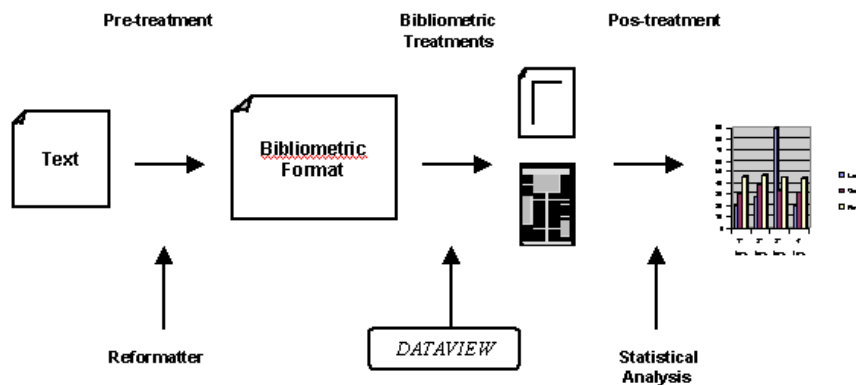 Pre-treatment
Bibliometric
Treatments
Pos-treatment
Text
Bibliometric
Format
Reformatter
DATAVIEW
Statistical
Analysis